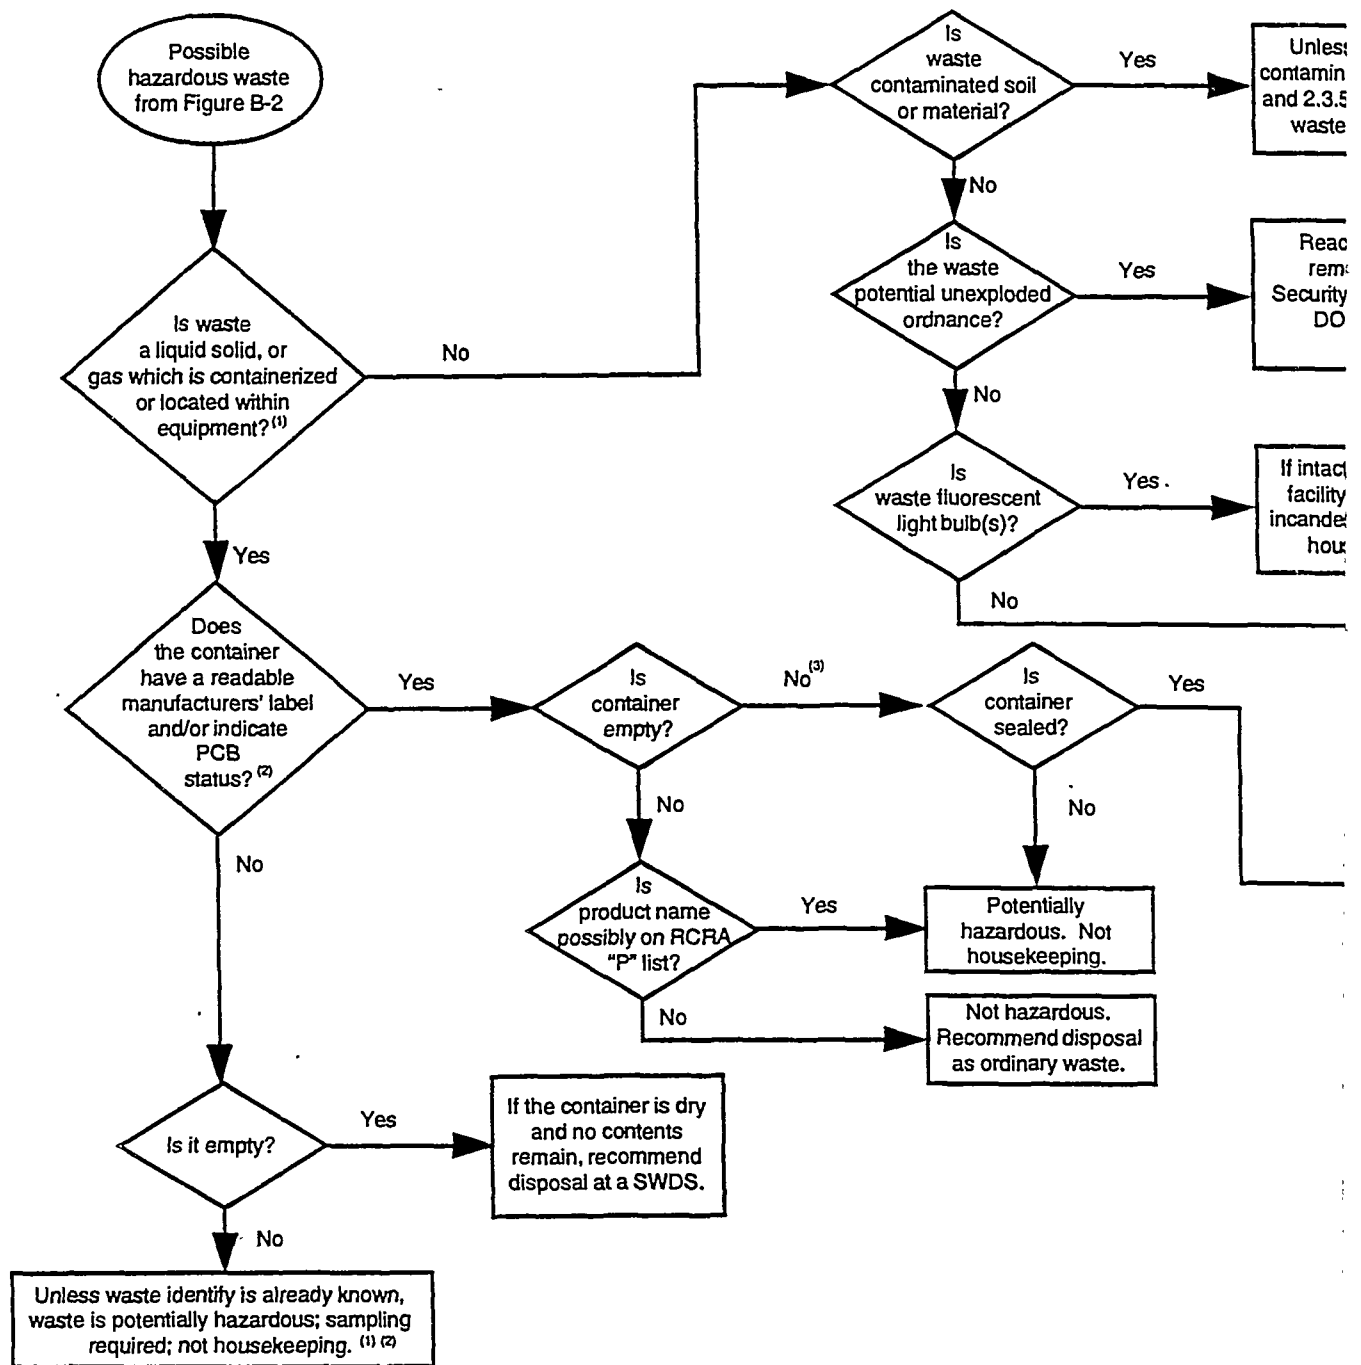 Possible
hazardous waste
from Figure B-2
Is waste
a liquid solid, or
gas which is containerized
or located within
equipment? (1)
No
Yes
Is
waste
contaminated soil
or material?
Yes
Unless
contamin
and 2.3.5
waste
No
Is
the waste
potential unexploded
ordnance?
Yes
Reac
rem
Security
DO
No
Is
waste fluorescent
light bulb(s)?
Yes
If intact
facility
incande
hou
No
Does
the container
have a readable
manufacturers' label
and/or indicate
PCB
status? (2)
Yes
No
Is
container
empty?
No (3)
No
Is
container
sealed?
Yes
No
Is
product name
possibly on RCRA
"P" list?
Yes
No
Potentially
hazardous. Not
housekeeping.
Not hazardous.
Recommend disposal
as ordinary waste.
Is it empty?
Yes
If the container is dry
and no contents
remain, recommend
disposal at a SWDS.
No
Unless waste identify is already known,
waste is potentially hazardous; sampling
required; not housekeeping. (1) (2)